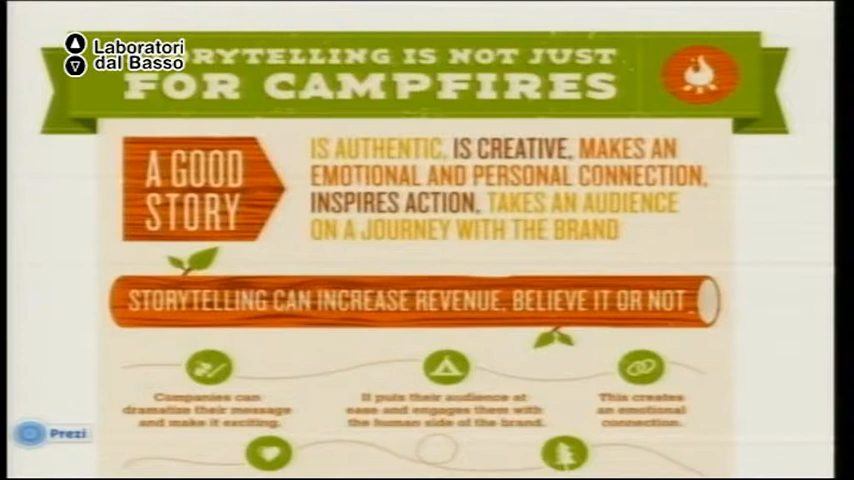 Laboratori
dal Basso
RYTELLING IS NOT JUST
FOR CAMPFIRES
A GOOD
STORY
IS AUTHENTIC, IS CREATIVE, MAKES AN
EMOTIONAL AND PERSONAL CONNECTION,
INSPIRES ACTION, TAKES AN AUDIENCE
ON A JOURNEY WITH THE BRAND
STORYTELLING CAN INCREASE REVENUE, BELIEVE IT OR NOT.
Companies can
dramatize their message
and make it exciting.
It puts their audience at
ease and engages them with
the human side of the brand.
This creates
an emotional
connection.
Prezi